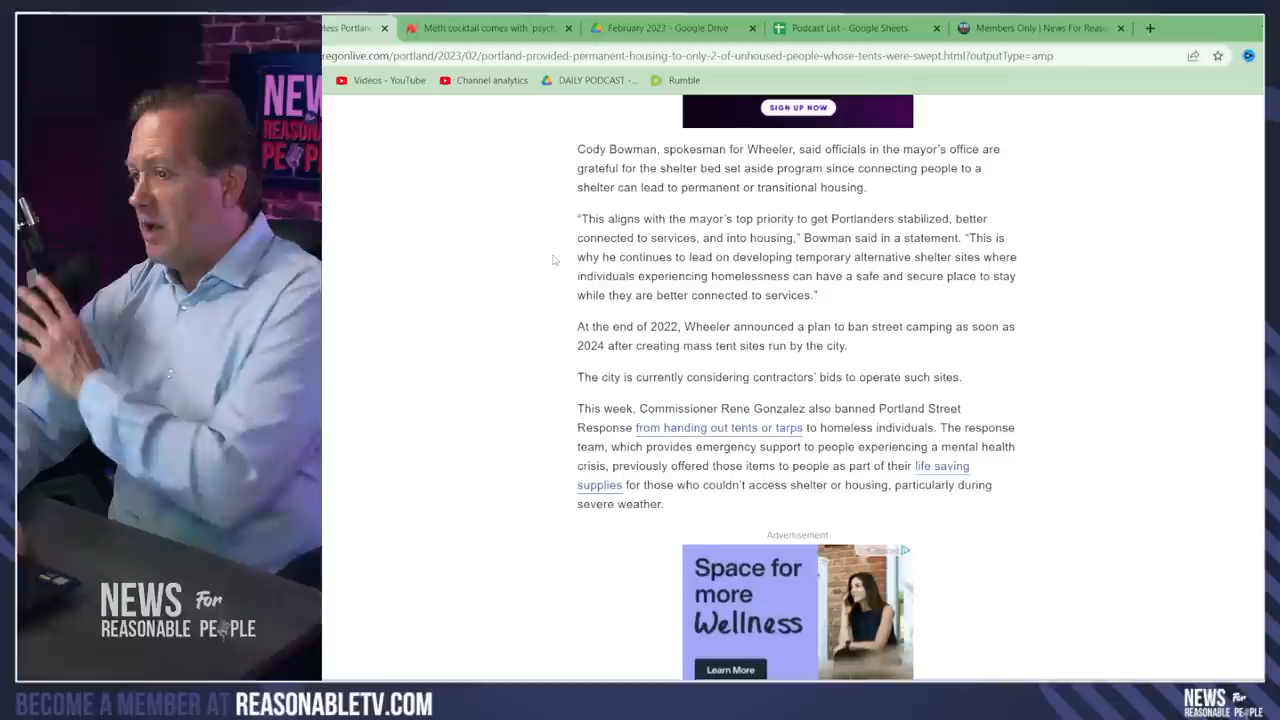 less Portlan
Meth cocktail comes with 'psych
February 2023 - Google Drive
Podcast List - Google Sheets
Members Only | News For Reas
regonlive.com/portland/2023/02/portland-provided-permanent-housing-to-only-2-of-unhoused-people-whose-tents-were-swept.html?outputType=amp
Videos - YouTube
Channel analytics
DAILY PODCAST -...
Rumble
SIGN UP NOW
NEW
REASONABLE
PE PL
Cody Bowman, spokesman for Wheeler, said officials in the mayor's office are
grateful for the shelter bed set aside program since connecting people to a
shelter can lead to permanent or transitional housing.
“This aligns with the mayor's top priority to get Portlanders stabilized, better
connected to services, and into housing,” Bowman said in a statement. “This is
why he continues to lead on developing temporary alternative shelter sites where
individuals experiencing homelessness can have a safe and secure place to stay
while they are better connected to services.”
At the end of 2022, Wheeler announced a plan to ban street camping as soon as
2024 after creating mass tent sites run by the city.
The city is currently considering contractors' bids to operate such sites.
This week, Commissioner Rene Gonzalez also banned Portland Street
Response from handing out tents or tarps to homeless individuals. The response
team, which provides emergency support to people experiencing a mental health
crisis, previously offered those items to people as part of their life saving
supplies for those who couldn't access shelter or housing, particularly during
severe weather.
Advertisement
Space for
more
Wellness
Learn More
NEWS For
REASONABLE PE PLE
BECOME A MEMBER AT REASONABLETV.COM
NEWS For
REASONABLE PE PLE